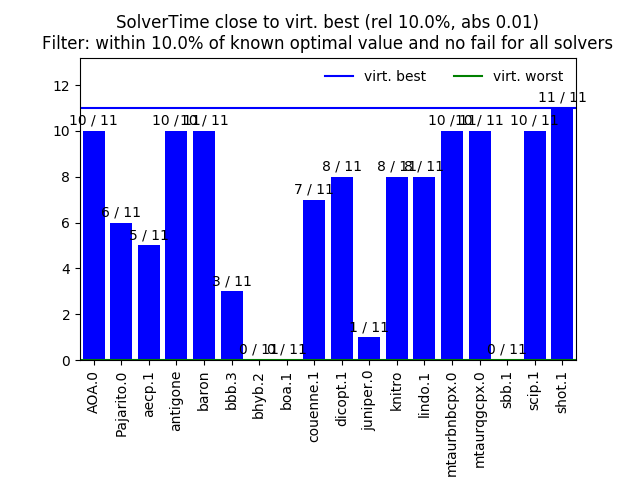 SolverTime close to virt. best (rel 10.0%, abs 0.01)
Filter: within 10.0% of known optimal value and no fail for all solvers
virt. best
virt. worst
12
10
8
6
4
2
0
10 / 11
6 / 11
5 / 11
10 / 11
10 / 11
3 / 11
0 / 11
0 / 11
7 / 11
8 / 11
1 / 11
8 / 11
8 / 11
10 / 11
10 / 11
0 / 11
10 / 11
11 / 11
AOA.0
Pajarito.0
aecp.1
antigone
baron
bbb.3
bhyb.2
boa.1
couenne.1
dicopt.1
juniper.0
knitro
lindo.1
mtaurbnbcpx.0
mtaurqgcpx.0
sbb.1
scip.1
shot.1